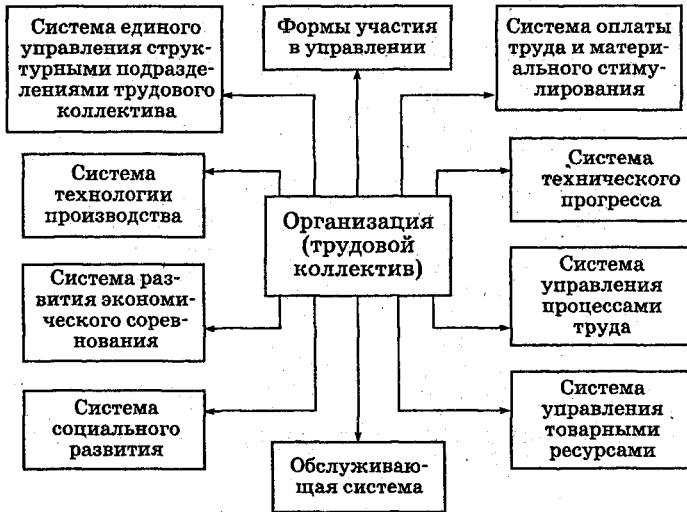 Система единого
управления струк-
турными подразде-
лениями трудового
коллектива
Формы участия
в управлении
Система оплаты
труда и матери-
ального стиму-
лирования
Система
технологии
производства
Организация
(трудовой
коллектив)
Система
технического
прогресса
Система раз-
вития экономи-
ческого сорев-
нования
Система
управления
процессами
труда
Система
социального
развития
Обслуживаю-
щая система
Система
управления
товарными
ресурсами